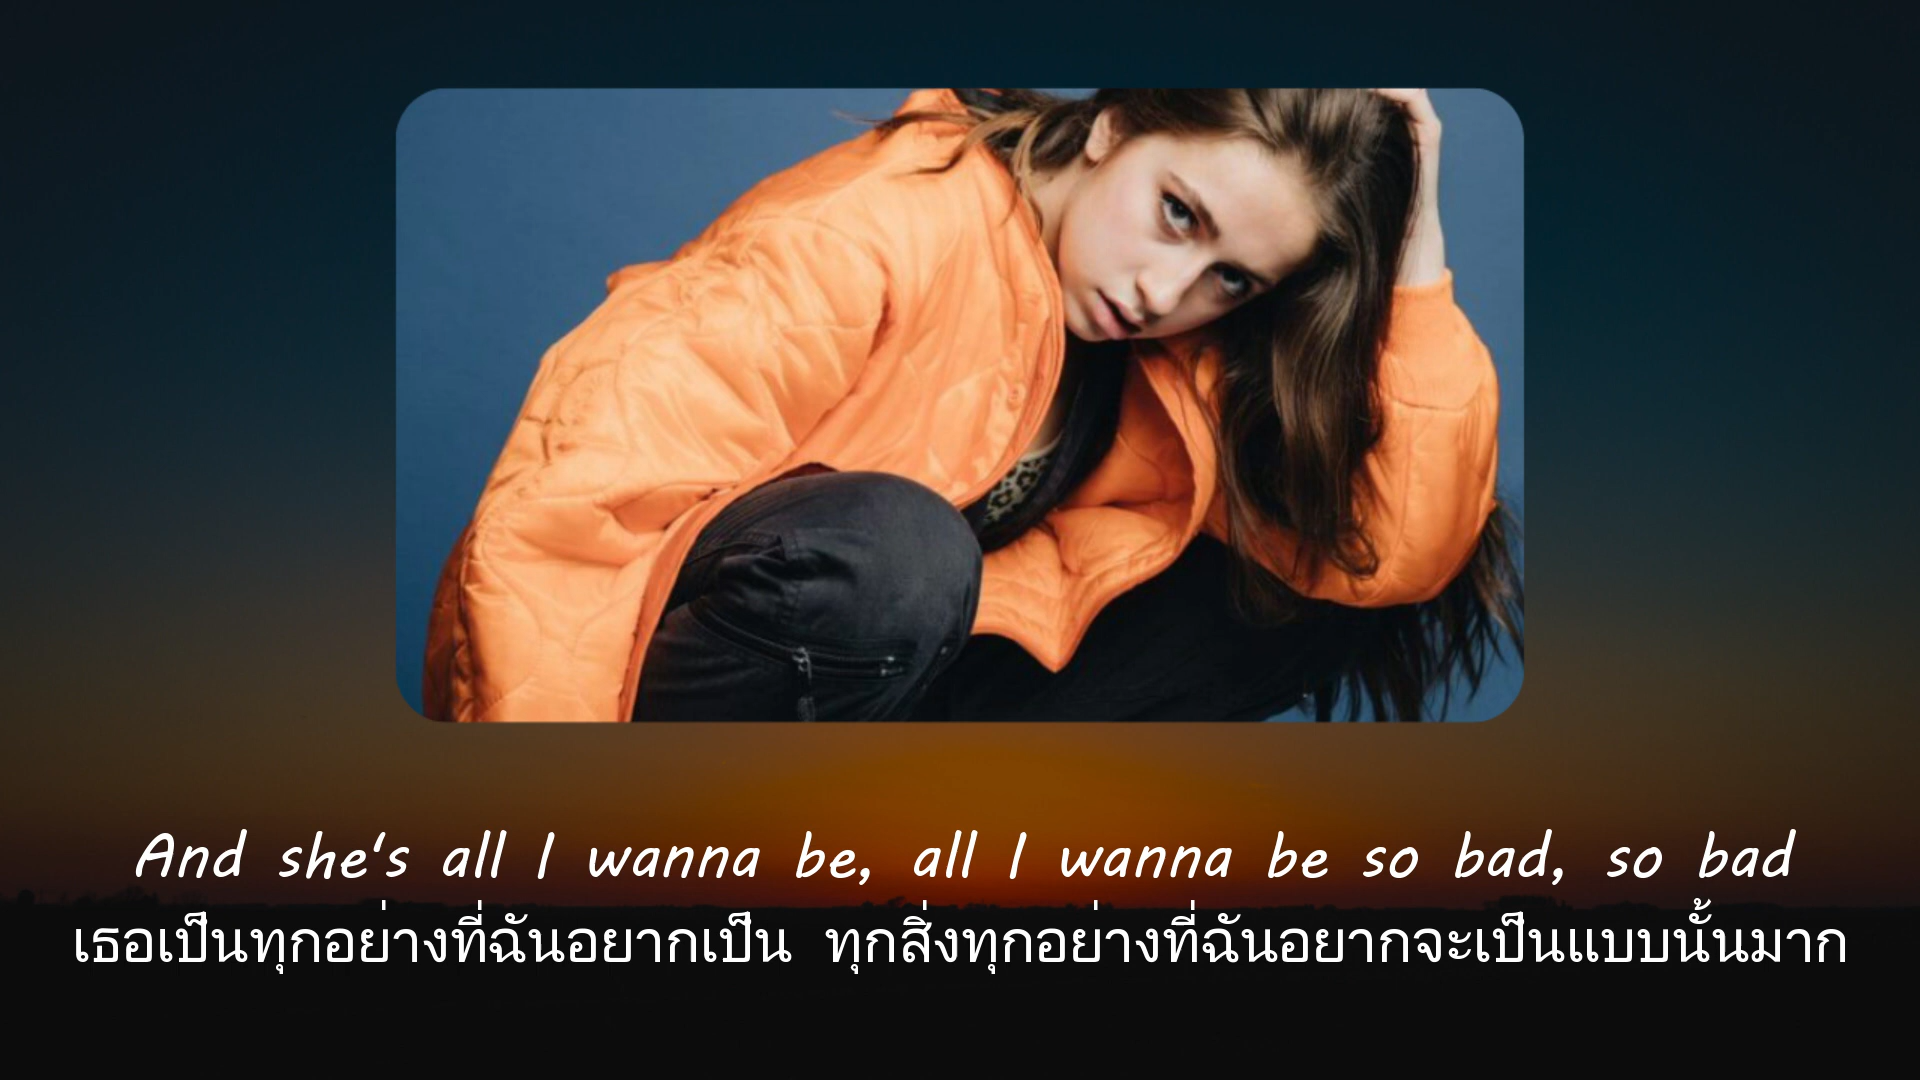 And she's all I wanna be, all I wanna be so bad, so bad
เธอเป็นทุกอย่างที่ฉันอยากเป็น ทุกสิ่งทุกอย่างที่ฉันอยากจะเป็นแบบนั้นมาก